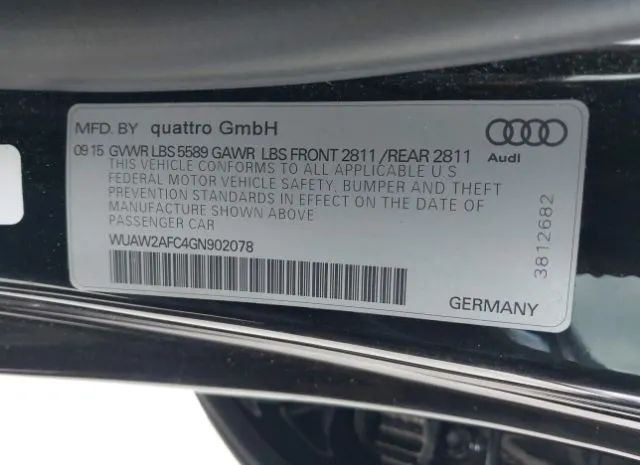 MFD. BY quattro GmbH
09 15 GVWR LBS 5589 GAWR LBS FRONT 2811 /REAR 2811
Audi
THIS VEHICLE CONFORMS TO ALL APPLICABLE U.S
FEDERAL MOTOR VEHICLE SAFETY, BUMPER AND THEFT
PREVENTION STANDARDS IN EFFECT ON THE DATE OF
MANUFACTURE SHOWN ABOVE
PASSENGER CAR
WUAW2AFC4GN902078
3812682
GERMANY